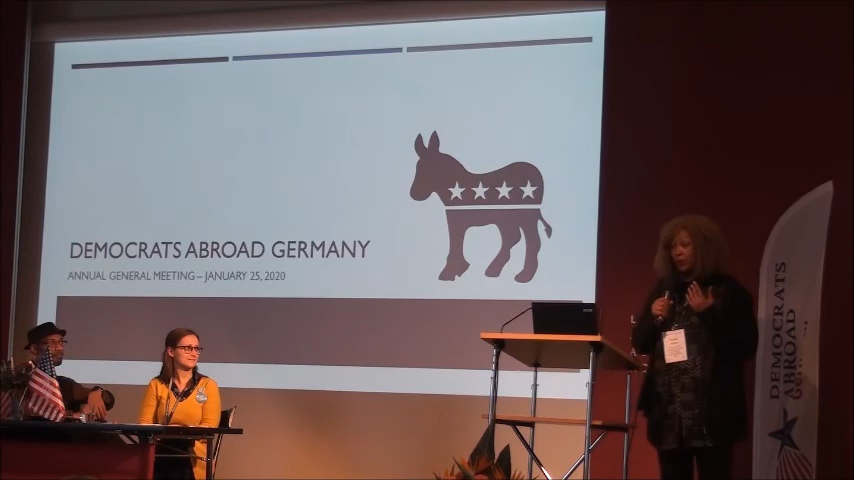 DEMOCRATS ABROAD GERMANY
ANNUAL GENERAL MEETING – JANUARY 25, 2020
DEMOCRATS
ABROAD